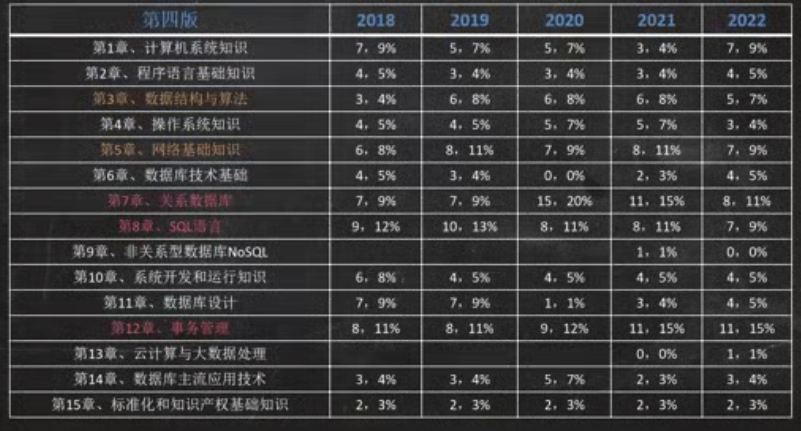 第四版 2018 2019 2020 2021 2022
第1章、计算机系统知识 7，9% 5，7% 5，7% 3，4% 7，9%
第2章、程序语言基础知识 4，5% 3，4% 3，4% 3，4% 4，5%
第3章、数据结构与算法 3，4% 6，8% 6，8% 6，8% 5，7%
第4章、操作系统知识 4，5% 4，5% 5，7% 5，7% 3，4%
第5章、网络基础知识 6，8% 8，11% 7，9% 8，11% 7，9%
第6章、数据库技术基础 4，5% 3，4% 0，0% 2，3% 4，5%
第7章、关系数据库 7，9% 7，9% 15，20% 11，15% 8，11%
第8章、SQL语言 9，12% 10，13% 8，11% 8，11% 7，9%
第9章、非关系型数据库NoSQL 1，1% 0，0%
第10章、系统开发和运行知识 6，8% 4，5% 4，5% 4，5% 4，5%
第11章、数据库设计 7，9% 7，9% 1，1% 3，4% 4，5%
第12章、事务管理 8，11% 8，11% 9，12% 11，15% 11，15%
第13章、云计算与大数据处理 0，0% 1，1%
第14章、数据库主流应用技术 3，4% 3，4% 5，7% 2，3% 3，4%
第15章、标准化和知识产权基础知识 2，3% 2，3% 2，3% 2，3% 2，3%